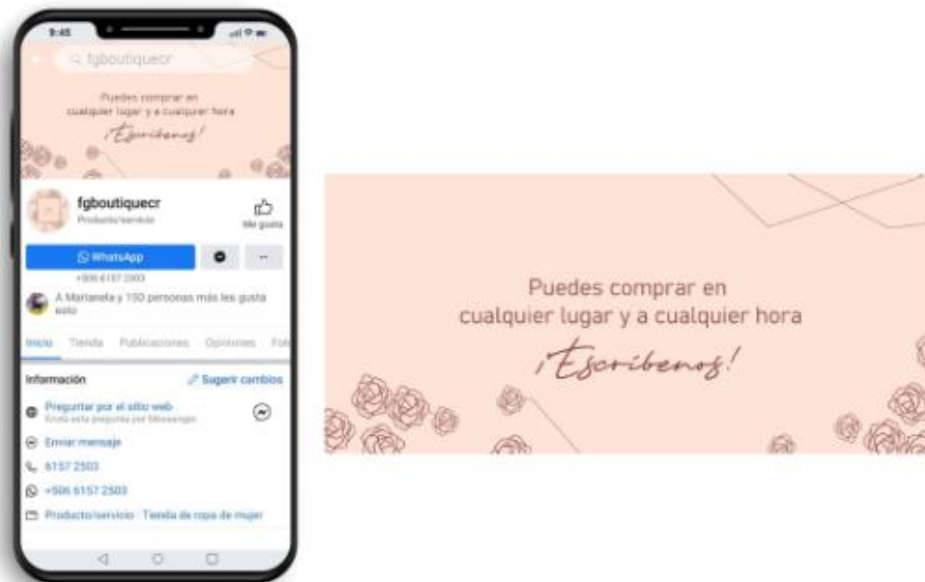 9:45
fgboutiquecr
Puedes comprar en
cualquier lugar y a cualquier hora
¡Escríbenos!
fgboutiquecr
Producto/servicio
Me gusta
WhatsApp
+506 6157 2503
A Marianela y 150 personas más les gusta
esto
Inicio Tienda Publicaciones Opiniones Fot
Información
Sugerir cambios
Preguntar por el sitio web
Envía esta pregunta por Messenger
Enviar mensaje
6157 2503
+506 6157 2503
Producto/servicio · Tienda de ropa de mujer
Puedes comprar en
cualquier lugar y a cualquier hora
¡Escríbenos!